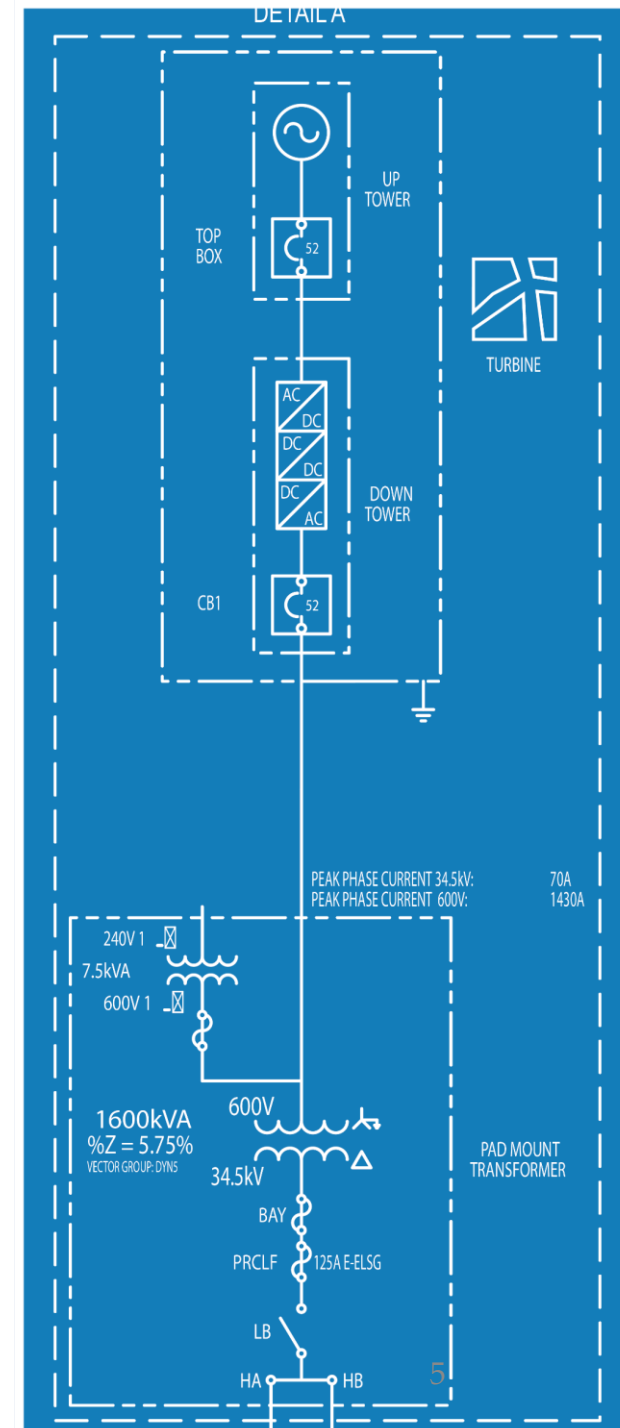 DETAIL A
UP
TOWER
TOP
BOX
52
TURBINE
AC
DC
DC
DC
DC
AC
DOWN
TOWER
CB1
52
PEAK PHASE CURRENT 34.5kV: 70A
PEAK PHASE CURRENT 600V: 1430A
240V 1
7.5kVA
600V 1
600V
1600kVA
%Z = 5.75%
VECTOR GROUP: DYN5
34.5kV
PAD MOUNT
TRANSFORMER
BAY
PRCLF 125A E-ELSG
LB
HA HB
5